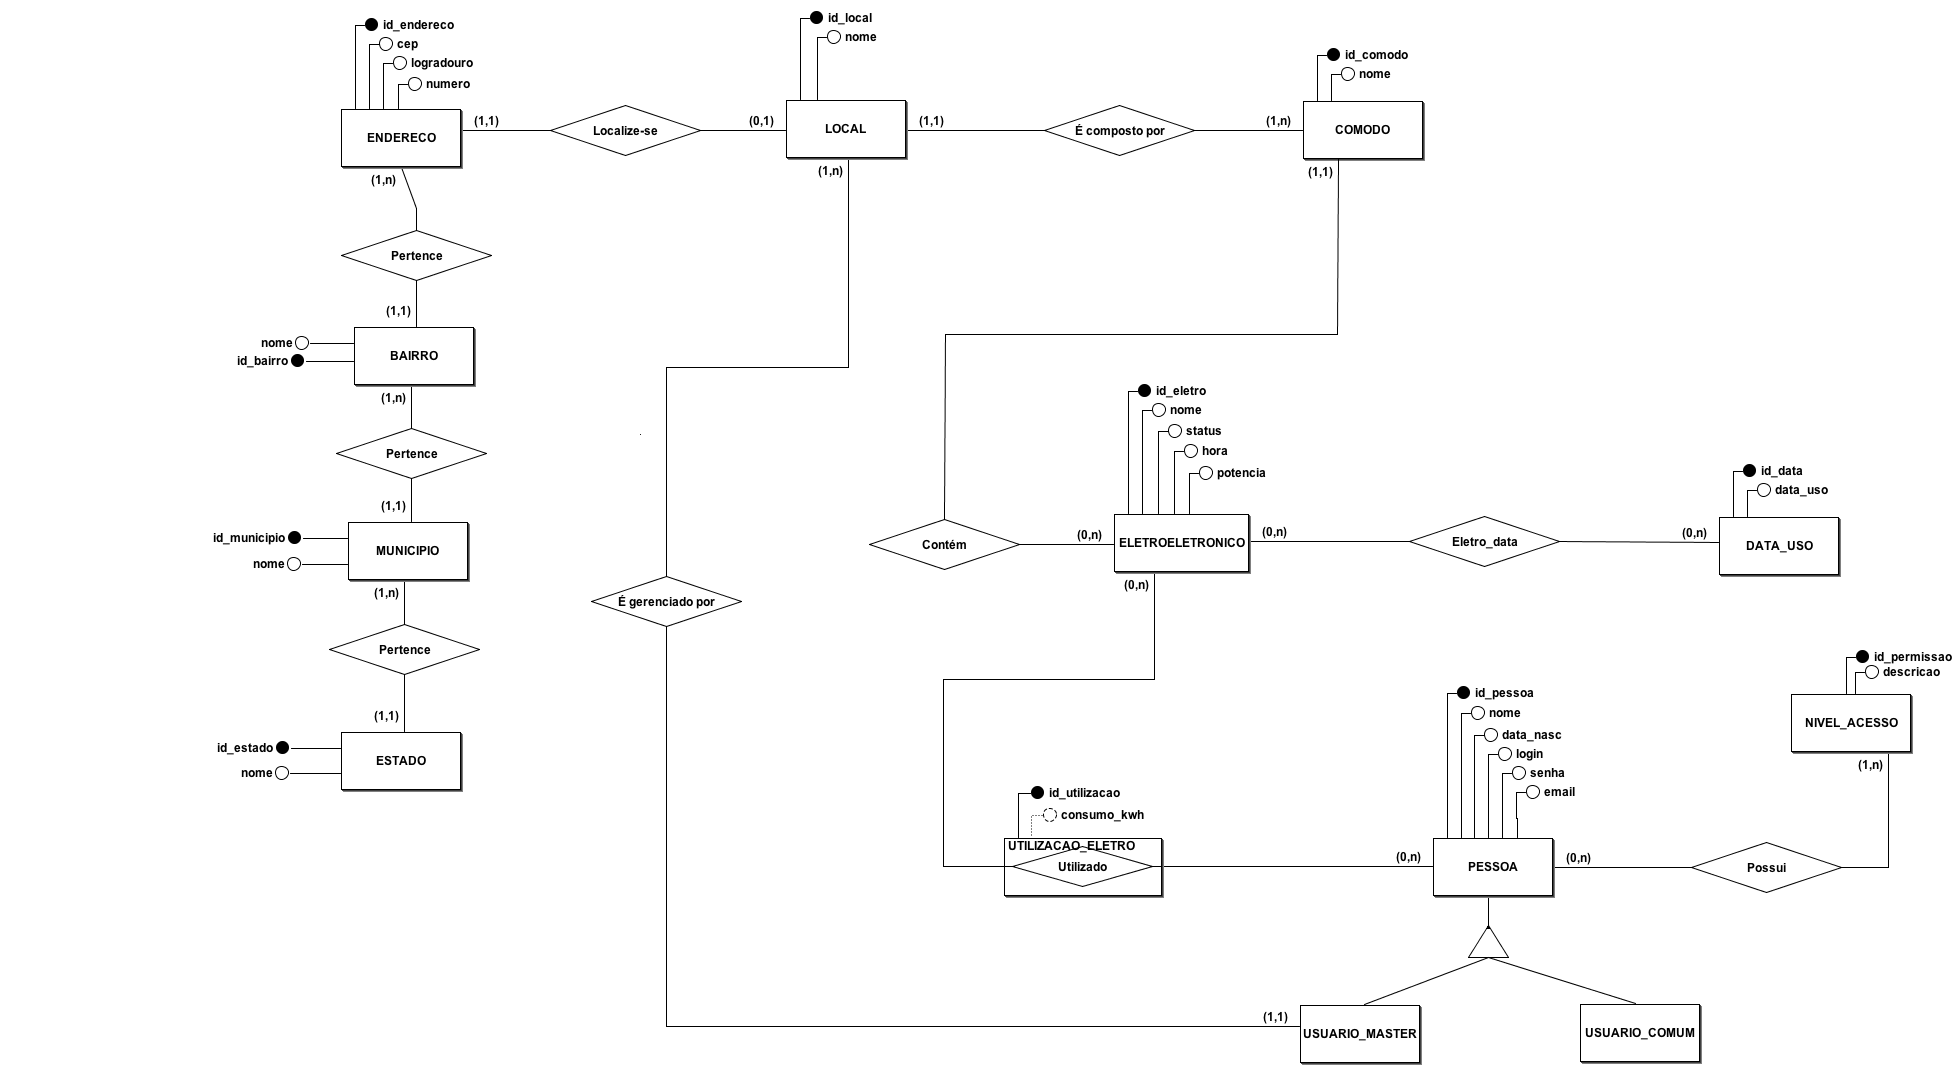 id_endereco
cep
logradouro
numero
ENDERECO
(1,1)
Localize-se
(0,1)
id_local
nome
LOCAL
(1,1)
É composto por
(1,n)
id_comodo
nome
COMODO
(1,n)
(1,n)
(1,1)
Pertence
(1,1)
nome
id_bairro
BAIRRO
(1,n)
Pertence
(1,1)
id_municipio
nome
MUNICIPIO
(1,n)
Pertence
(1,1)
id_estado
nome
ESTADO
É gerenciado por
id_eletro
nome
status
hora
potencia
Contém
(0,n)
ELETROELETRONICO
(0,n)
Eletro_data
(0,n)
id_data
data_uso
DATA_USO
(0,n)
id_permissao
descricao
NIVEL_ACESSO
(1,n)
id_pessoa
nome
data_nasc
login
senha
email
id_utilizacao
consumo_kwh
UTILIZACAO_ELETRO
Utilizado
(0,n)
PESSOA
(0,n)
Possui
(1,1)
USUARIO_MASTER
USUARIO_COMUM